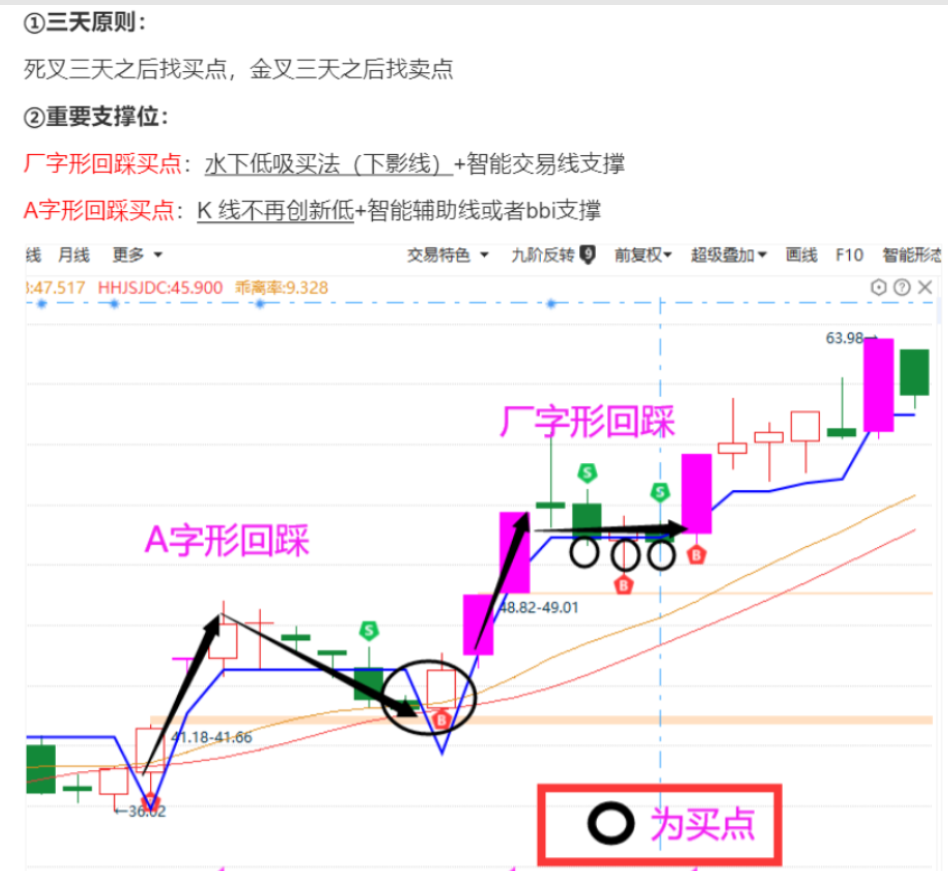 ①三天原则：
死叉三天之后找买点，金叉三天之后找卖点
②重要支撑位：
厂字形回踩买点：水下低吸买法（下影线）+智能交易线支撑
A字形回踩买点：K 线不再创新低+智能辅助线或者bbi支撑
线 月线 更多 交易特色 九阶反转 9 前复权 超级叠加 画线 F10 智能形态
:47.517 HHJSJDC:45.900 乖离率:9.328
63.98
厂字形回踩
S
S
A字形回踩
B
B
48.82-49.01
S
B
41.18-41.66
为买点